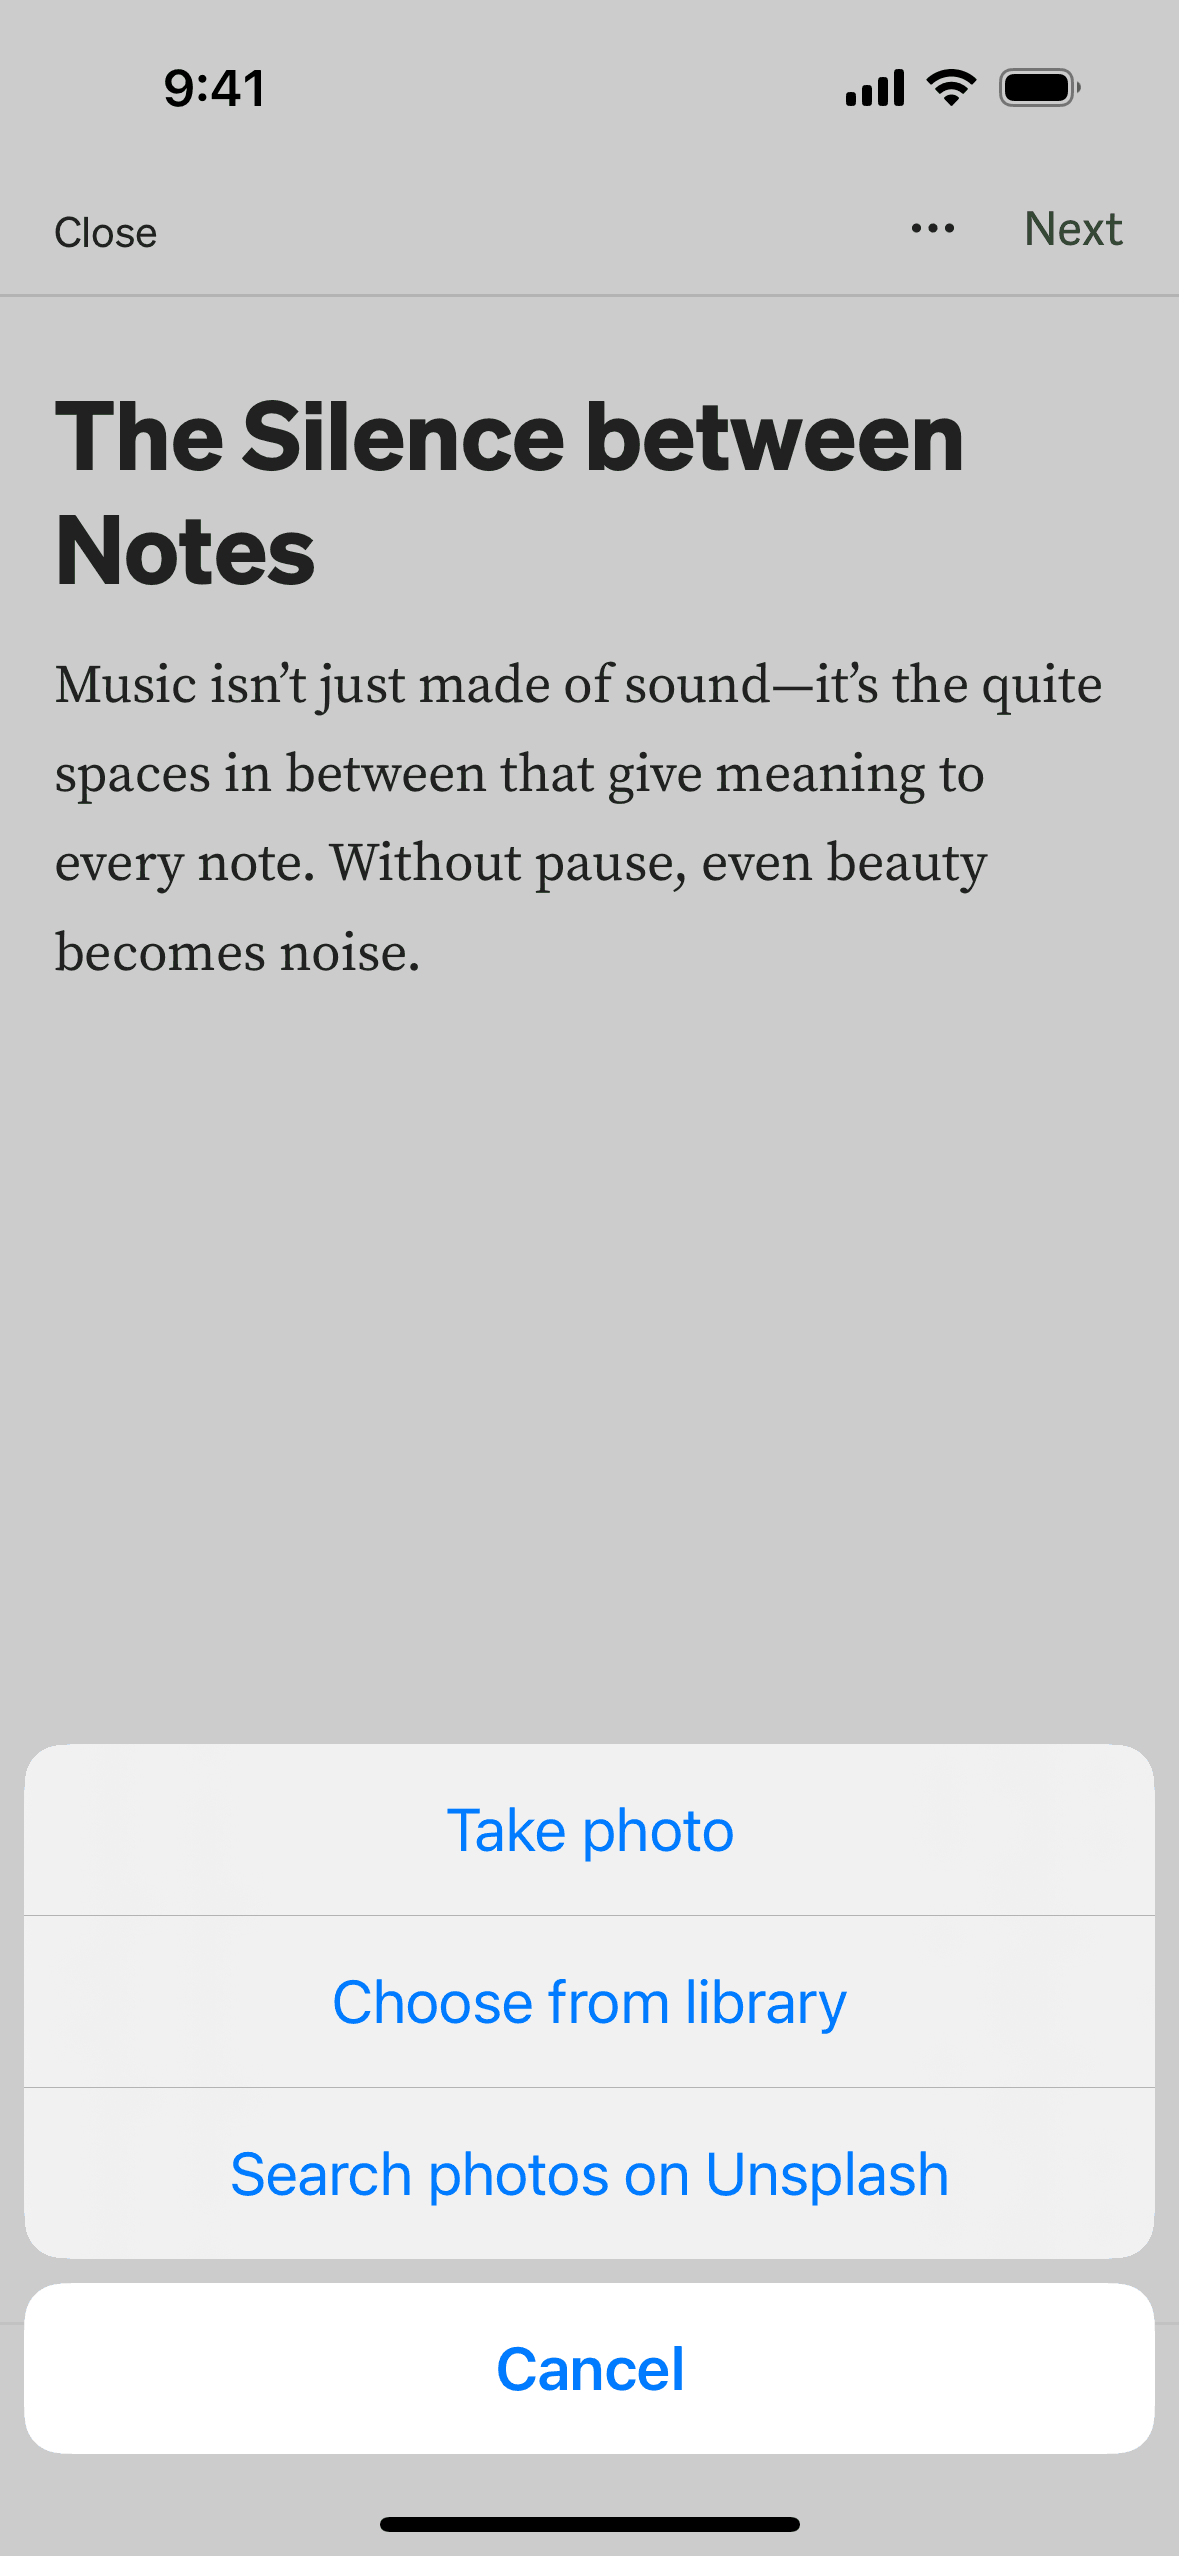 9:41
Close
Next
The Silence between
Notes
Music isn’t just made of sound—it’s the quite
spaces in between that give meaning to
every note. Without pause, even beauty
becomes noise.
Take photo
Choose from library
Search photos on Unsplash
Cancel